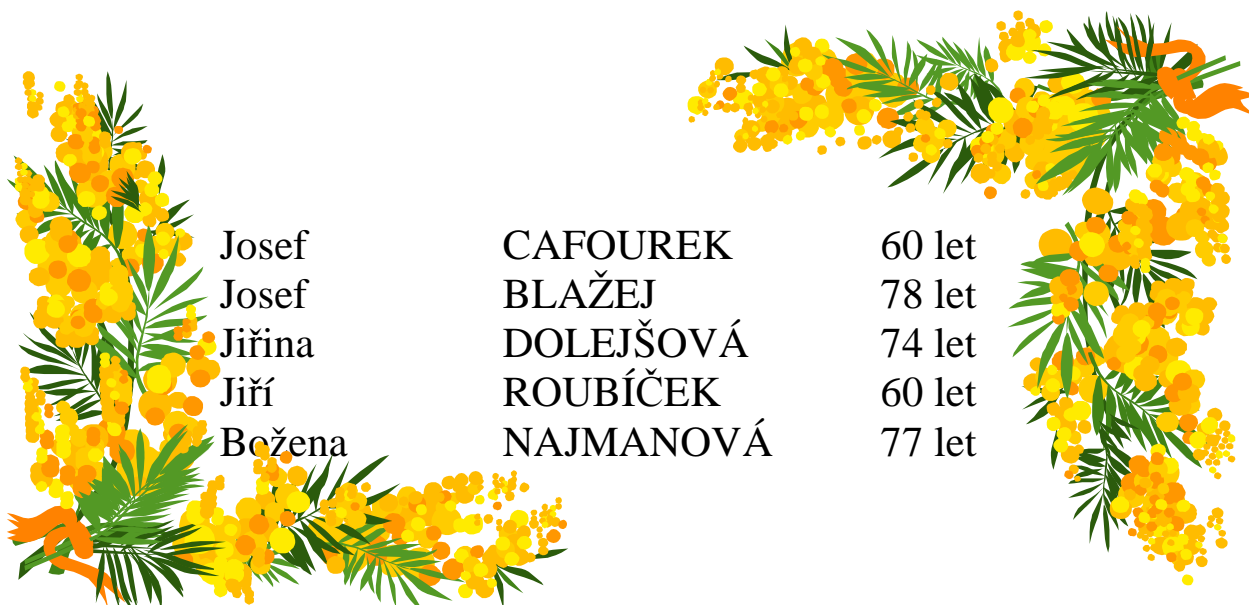 Josef CAFOUREK 60 let
Josef BLAŽEJ 78 let
Jiřina DOLEJŠOVÁ 74 let
Jiří ROUBÍČEK 60 let
Božena NAJMANOVÁ 77 let